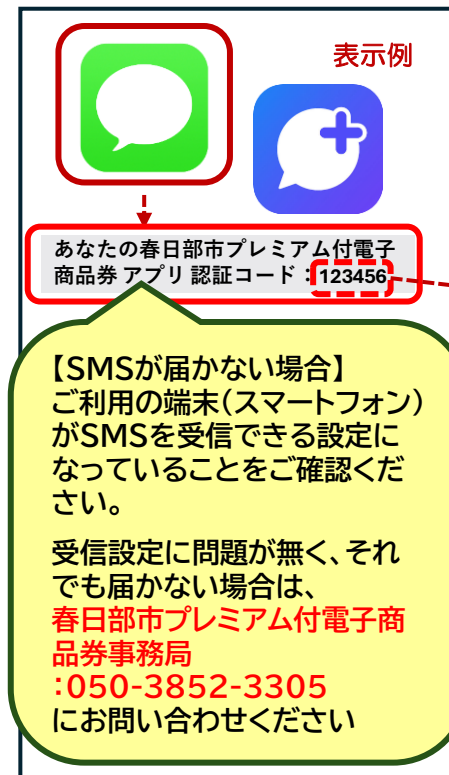 表示例
あなたの春日部市プレミアム付電子
商品券 アプリ 認証コード：123456
【SMSが届かない場合】
ご利用の端末（スマートフォン）
がSMSを受信できる設定に
なっていることをご確認くだ
さい。
受信設定に問題が無く、それ
でも届かない場合は、
春日部市プレミアム付電子商
品券事務局
：050-3852-3305
にお問い合わせください